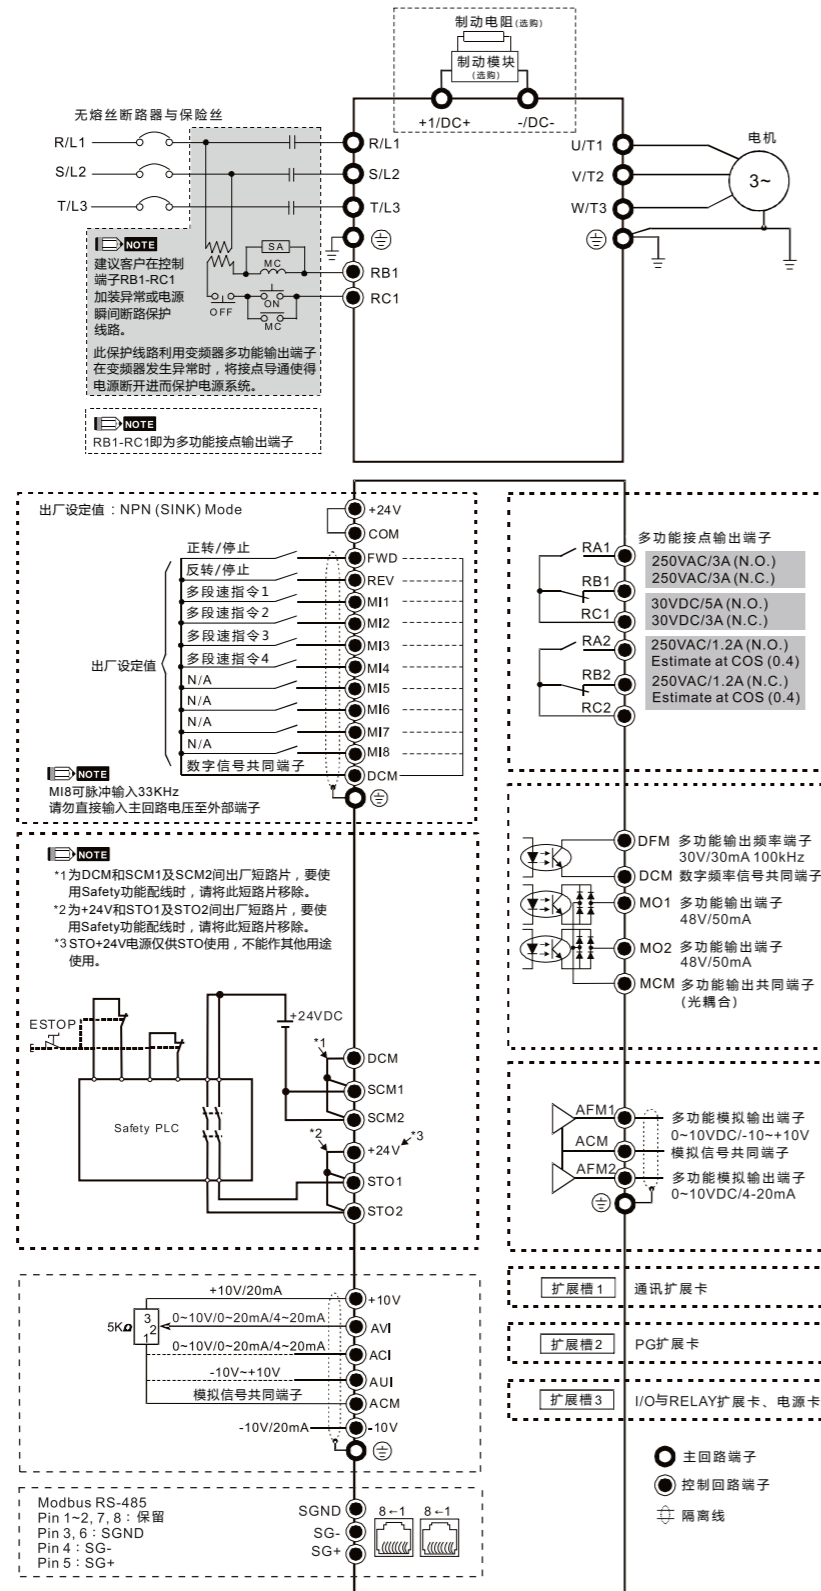 制动电阻(选购)
制动模块
(选购)
+1/DC+
-/DC-
无熔丝断路器与保险丝
R/L1
S/L2
T/L3
R/L1
S/L2
T/L3
RB1
RC1
U/T1
V/T2
W/T3
电机
3~
NOTE
建议客户在控制
端子RB1-RC1
加装异常或电源
瞬间断路保护
线路。
SA
MC
OFF
ON
MC
此保护线路利用变频器多功能输出端子
在变频器发生异常时，将接点导通使得
电源断开进而保护电源系统。
NOTE
RB1-RC1即为多功能接点输出端子
出厂设定值：NPN (SINK) Mode
出厂设定值
正转/停止
反转/停止
多段速指令1
多段速指令2
多段速指令3
多段速指令4
N/A
N/A
N/A
N/A
数字信号共同端子
+24V
COM
FWD
REV
MI1
MI2
MI3
MI4
MI5
MI6
MI7
MI8
DCM
NOTE
MI8可脉冲输入33KHz
请勿直接输入主回路电压至外部端子
NOTE
*1为DCM和SCM1及SCM2间出厂短路片，要使
用Safety功能配线时，请将此短路片移除。
*2为+24V和STO1及STO2间出厂短路片，要使
用Safety功能配线时，请将此短路片移除。
*3 STO+24V电源仅供STO使用，不能作其他用途
使用。
ESTOP
+24VDC
Safety PLC
*1
*2
*3
DCM
SCM1
SCM2
+24V
STO1
STO2
+10V/20mA
0~10V/0~20mA/4~20mA
0~10V/0~20mA/4~20mA
-10V~+10V
模拟信号共同端子
-10V/20mA
5KΩ
3
2
1
+10V
AVI
ACI
AUI
ACM
-10V
Modbus RS-485
Pin 1~2, 7, 8：保留
Pin 3, 6：SGND
Pin 4：SG-
Pin 5：SG+
SGND
SG-
SG+
8←1
8←1
RA1
RB1
RC1
RA2
RB2
RC2
多功能接点输出端子
250VAC/3A (N.O.)
250VAC/3A (N.C.)
30VDC/5A (N.O.)
30VDC/3A (N.C.)
250VAC/1.2A (N.O.)
Estimate at COS (0.4)
250VAC/1.2A (N.C.)
Estimate at COS (0.4)
DFM 多功能输出频率端子
30V/30mA 100kHz
DCM 数字频率信号共同端子
MO1 多功能输出端子
48V/50mA
MO2 多功能输出端子
48V/50mA
MCM 多功能输出共同端子
(光耦合)
AFM1
ACM
AFM2
多功能模拟输出端子
0~10VDC/-10~+10V
模拟信号共同端子
多功能模拟输出端子
0~10VDC/4-20mA
扩展槽1 通讯扩展卡
扩展槽2 PG扩展卡
扩展槽3 I/O与RELAY扩展卡、电源卡
主回路端子
控制回路端子
隔离线